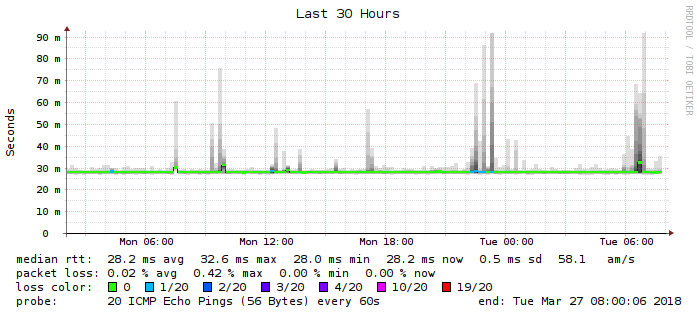 Last 30 Hours
RRDTOOL / TOBI OETIKER
Seconds
90 m
80 m
70 m
60 m
50 m
40 m
30 m
20 m
10 m
0
Mon 06:00 Mon 12:00 Mon 18:00 Tue 00:00 Tue 06:00
median rtt: 28.2 ms avg 32.6 ms max 28.0 ms min 28.2 ms now 0.5 ms sd 58.1 am/s
packet loss: 0.02 % avg 0.42 % max 0.00 % min 0.00 % now
loss color: 0 1/20 2/20 3/20 4/20 10/20 19/20
probe: 20 ICMP Echo Pings (56 Bytes) every 60s end: Tue Mar 27 08:00:06 2018